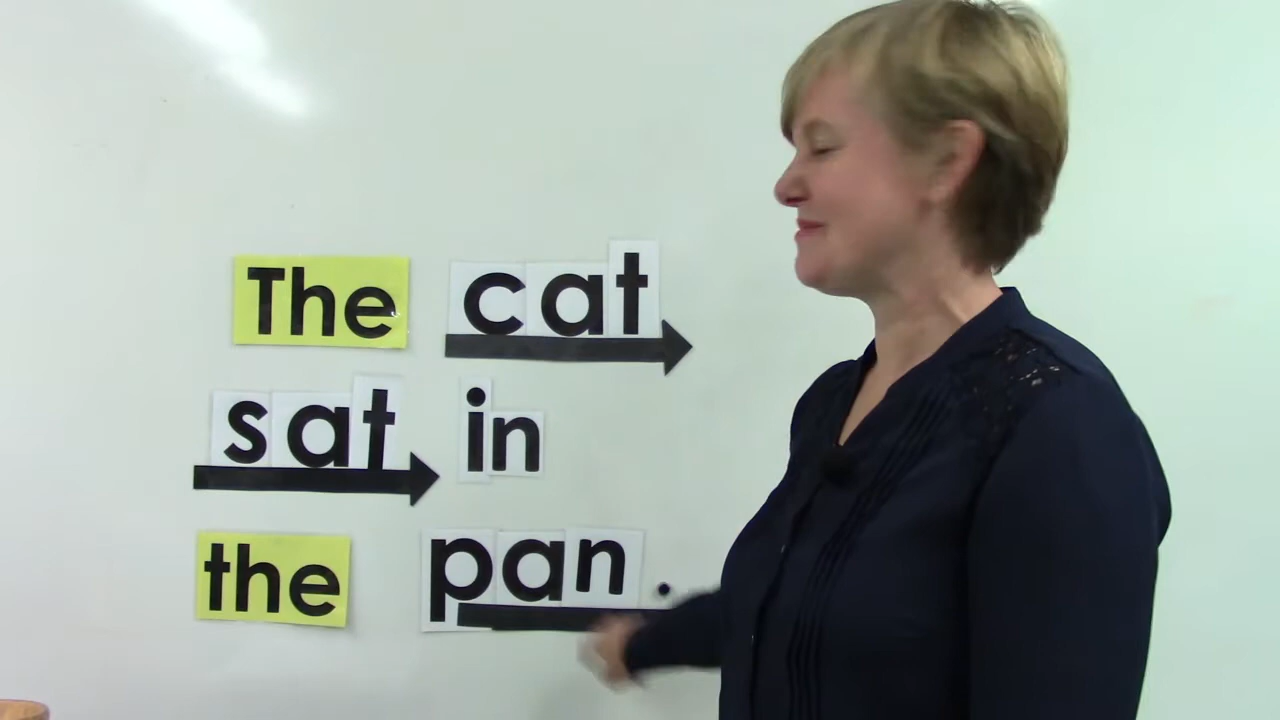 The cat
sat in
the pan.